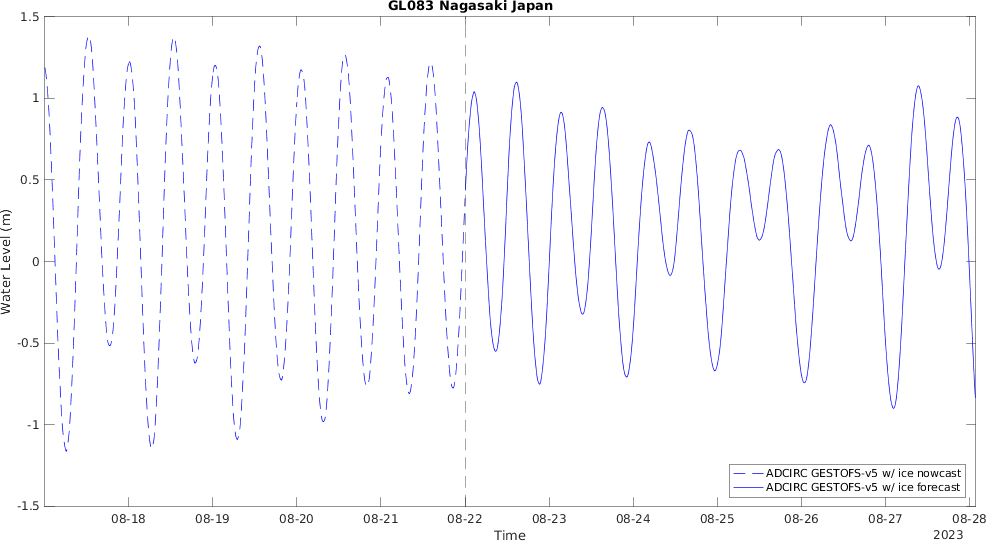 GL083 Nagasaki Japan
1.5
1
0.5
0
-0.5
-1
-1.5
Water Level (m)
ADCIRC GESTOFS-v5 w/ ice nowcast
ADCIRC GESTOFS-v5 w/ ice forecast
08-18 08-19 08-20 08-21 08-22 08-23 08-24 08-25 08-26 08-27 08-28
Time
2023